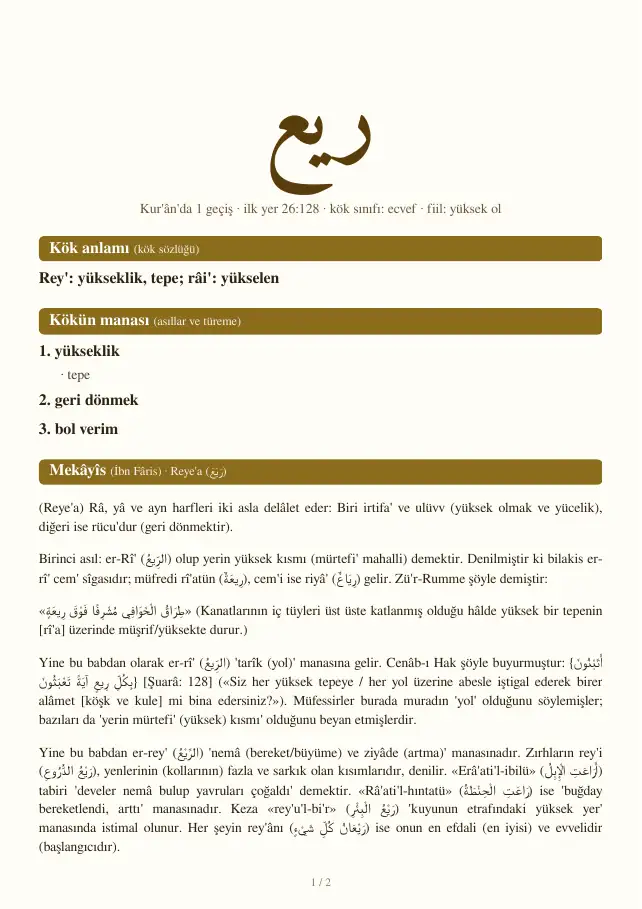 ريع
Kur'ân'da 1 geçiş · ilk yer 26:128 · kök sınıfı: ecvef · fiil: yüksek ol
Kök anlamı (kök sözlüğü)
Rey': yükseklik, tepe; râi': yükselen
Kökün manası (asıllar ve türeme)
1. yükseklik
· tepe
2. geri dönmek
3. bol verim
Mekâyîs (İbn Fâris) · Reye'a (رَيَعَ)
(Reye'a) Râ, yâ ve ayn harfleri iki asla delâlet eder: Biri irtifa' ve ulüvv (yüksek olmak ve yücelik),
diğeri ise rücu'dur (geri dönmektir).
Birinci asıl: er-Rî' (الرِّيعُ) olup yerin yüksek kısmı (mürtefi' mahalli) demektir. Denilmiştir ki bilakis er-
rî' cem' sîgasıdır; müfredi rî'atün (رِيعَةٌ), cem'i ise riyâ' (رِيَاعٌ) gelir. Zü'r-Rumme şöyle demiştir:
«طِرَاقُ الْخَوَافِي مُشْرِفًا فَوْقَ رِيعَةٍ» (Kanatlarının iç tüyleri üst üste katlanmış olduğu hâlde yüksek bir tepenin
[rî'a] üzerinde müşrif/yüksekte durur.)
Yine bu babdan olarak er-rî' (الرِّيعُ) 'tarîk (yol)' manasına gelir. Cenâb-ı Hak şöyle buyurmuştur: {أَتَبْنُونَ
بِكُلِّ رِيعٍ آيَةً تَعْبَثُونَ} [Şuarâ: 128] («Siz her yüksek tepeye / her yol üzerine abesle iştigal ederek birer
alâmet [köşk ve kule] mi bina edersiniz?»). Müfessirler burada muradın 'yol' olduğunu söylemişler;
bazıları da 'yerin mürtefi' (yüksek) kısmı' olduğunu beyan etmişlerdir.
Yine bu babdan er-rey' (الرَّيْعُ) 'nemâ (bereket/büyüme) ve ziyâde (artma)' manasınadır. Zırhların rey'i
(رَيْعُ الدُّرُوعِ), yenlerinin (kollarının) fazla ve sarkık olan kısımlarıdır, denilir. «Erâ'ati'l-ibilü» (أَرَاعَتِ الْإِبِلُ)
tabiri 'develer nemâ bulup yavruları çoğaldı' demektir. «Râ'ati'l-hıntatü» (رَاعَتِ الْحِنْطَةُ) ise 'buğday
bereketlendi, arttı' manasınadır. Keza «rey'u'l-bi'r» (رَيْعُ الْبِئْرِ) 'kuyunun etrafındaki yüksek yer'
manasında istimal olunur. Her şeyin rey'ânı (رَيْعَانُ كُلِّ شَيْءٍ) ise onun en efdali (en iyisi) ve evvelidir
(başlangıcıdır).
1 / 2